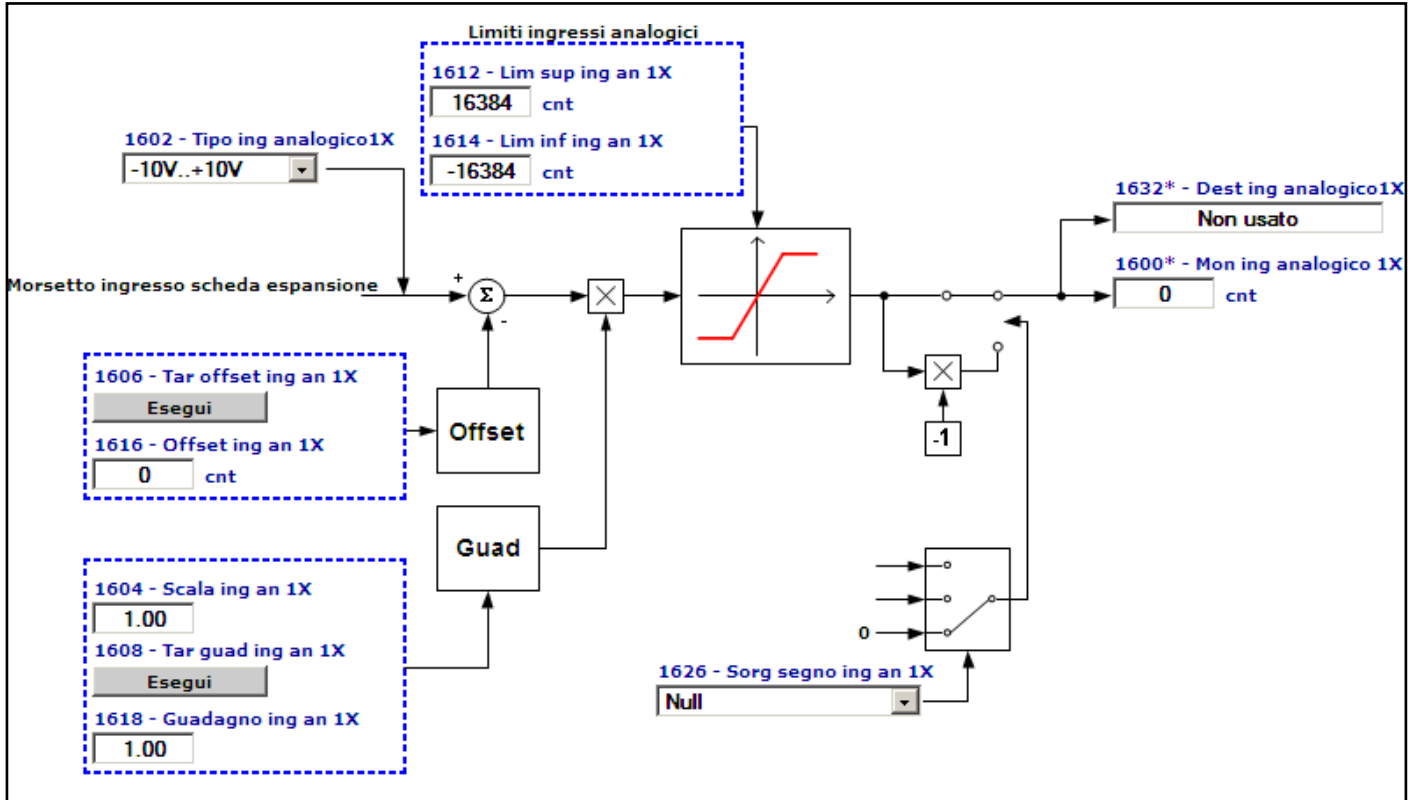 Limiti ingressi analogici
1612 - Lim sup ing an 1X
16384 cnt
1614 - Lim inf ing an 1X
-16384 cnt
1602 - Tipo ing analogico1X
-10V..+10V
1632* - Dest ing analogico1X
Non usato
1600* - Mon ing analogico 1X
0 cnt
Morsetto ingresso scheda espansione
+
Σ
-
1606 - Tar offset ing an 1X
Esegui
1616 - Offset ing an 1X
0 cnt
Offset
-1
Guad
1604 - Scala ing an 1X
1.00
1608 - Tar guad ing an 1X
Esegui
1618 - Guadagno ing an 1X
1.00
0
1626 - Sorg segno ing an 1X
Null